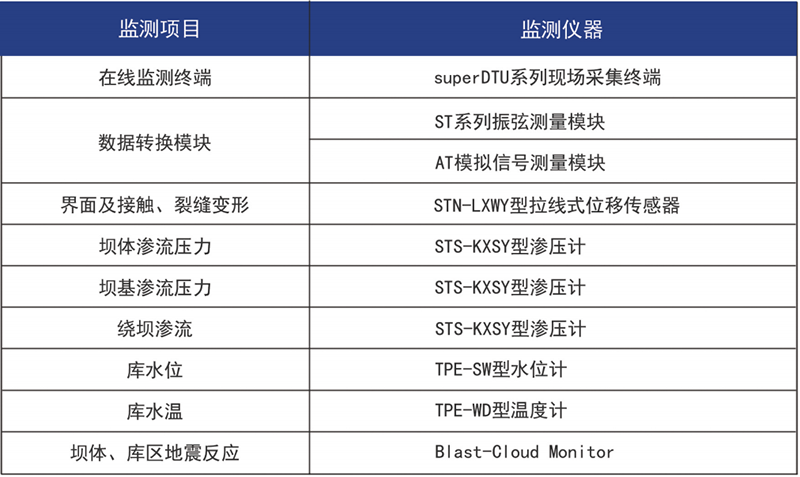 监测项目 监测仪器
在线监测终端 superDTU系列现场采集终端
数据转换模块 ST系列振弦测量模块
AT模拟信号测量模块
界面及接触、裂缝变形 STN-LXWY型拉线式位移传感器
坝体渗流压力 STS-KXSY型渗压计
坝基渗流压力 STS-KXSY型渗压计
绕坝渗流 STS-KXSY型渗压计
库水位 TPE-SW型水位计
库水温 TPE-WD型温度计
坝体、库区地震反应 Blast-Cloud Monitor